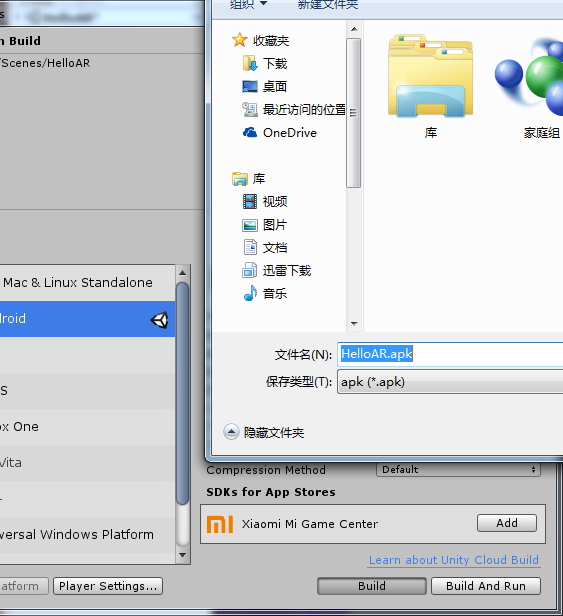 组织 新建文件夹
Build
/Scenes/HelloAR
收藏夹
下载
桌面
最近访问的位置
OneDrive
库
视频
图片
文档
迅雷下载
音乐
库
家庭组
文件名(N): HelloAR.apk
保存类型(T): apk (*.apk)
隐藏文件夹
Mac & Linux Standalone
roid
S
ox One
Vita
versal Windows Platform
Compression Method Default
SDKs for App Stores
Xiaomi Mi Game Center Add
Learn about Unity Cloud Build
latform Player Settings... Build Build And Run